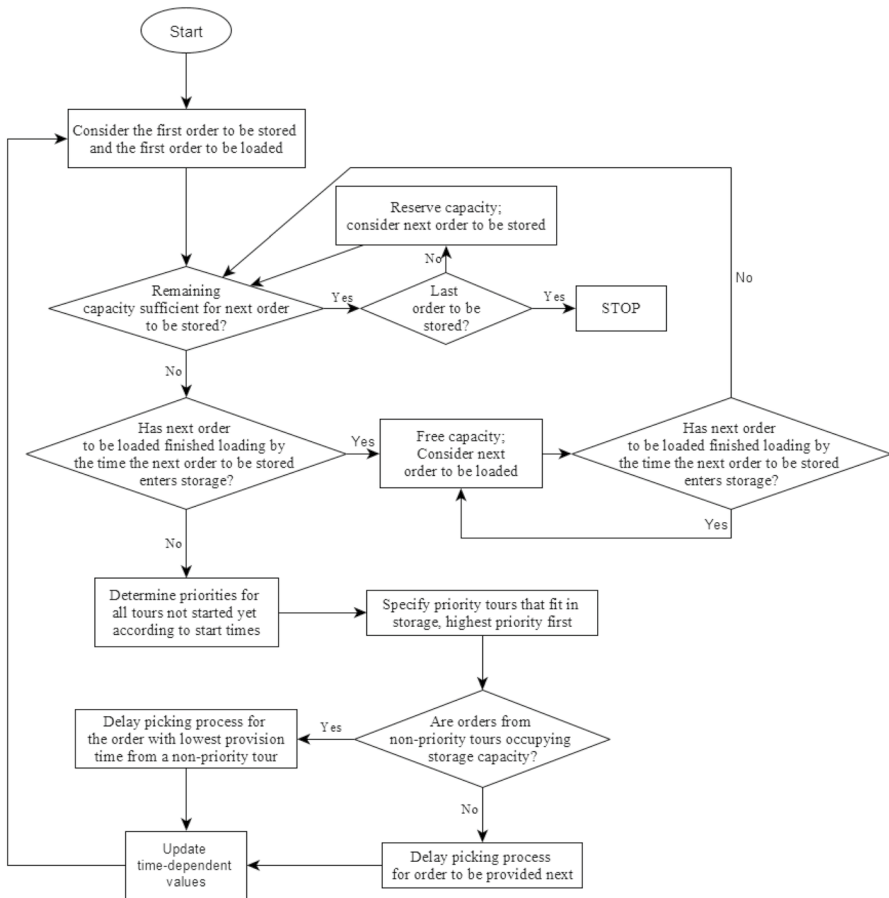 Start
Consider the first order to be stored
and the first order to be loaded
Reserve capacity;
consider next order to be stored
No
No
Remaining
capacity sufficient for next order
to be stored?
Yes
Last
order to be
stored?
Yes
STOP
No
Has next order
to be loaded finished loading by
the time the next order to be stored
enters storage?
Yes
Free capacity;
Consider next
order to be loaded
Has next order
to be loaded finished loading by
the time the next order to be stored
enters storage?
Yes
No
Determine priorities for
all tours not started yet
according to start times
Specify priority tours that fit in
storage, highest priority first
Delay picking process for
the order with lowest provision
time from a non-priority tour
Yes
Are orders from
non-priority tours occupying
storage capacity?
No
Update
time-dependent
values
Delay picking process
for order to be provided next